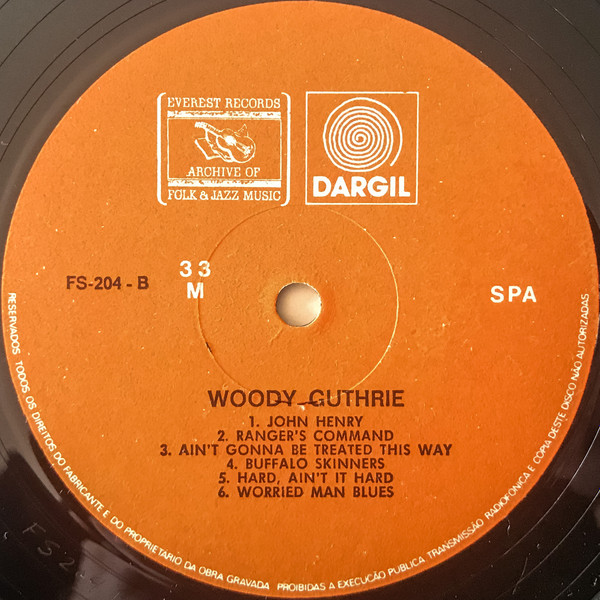 EVEREST RECORDS
ARCHIVE OF
FOLK & JAZZ MUSIC
DARGIL
FS-204 - B
33
M
SPA
WOODY GUTHRIE
1. JOHN HENRY
2. RANGER'S COMMAND
3. AIN'T GONNA BE TREATED THIS WAY
4. BUFFALO SKINNERS
5. HARD, AIN'T IT HARD
6. WORRIED MAN BLUES
RESERVADOS TODOS OS DIREITOS DO FABRICANTE E DO PROPRIETARIO DA OBRA GRAVADA PROIBIDAS A EXECUÇÃO PUBLICA TRANSMISSÃO RADIOFONICA E COPIA DESTE DISCO NÃO AUTORIZADAS